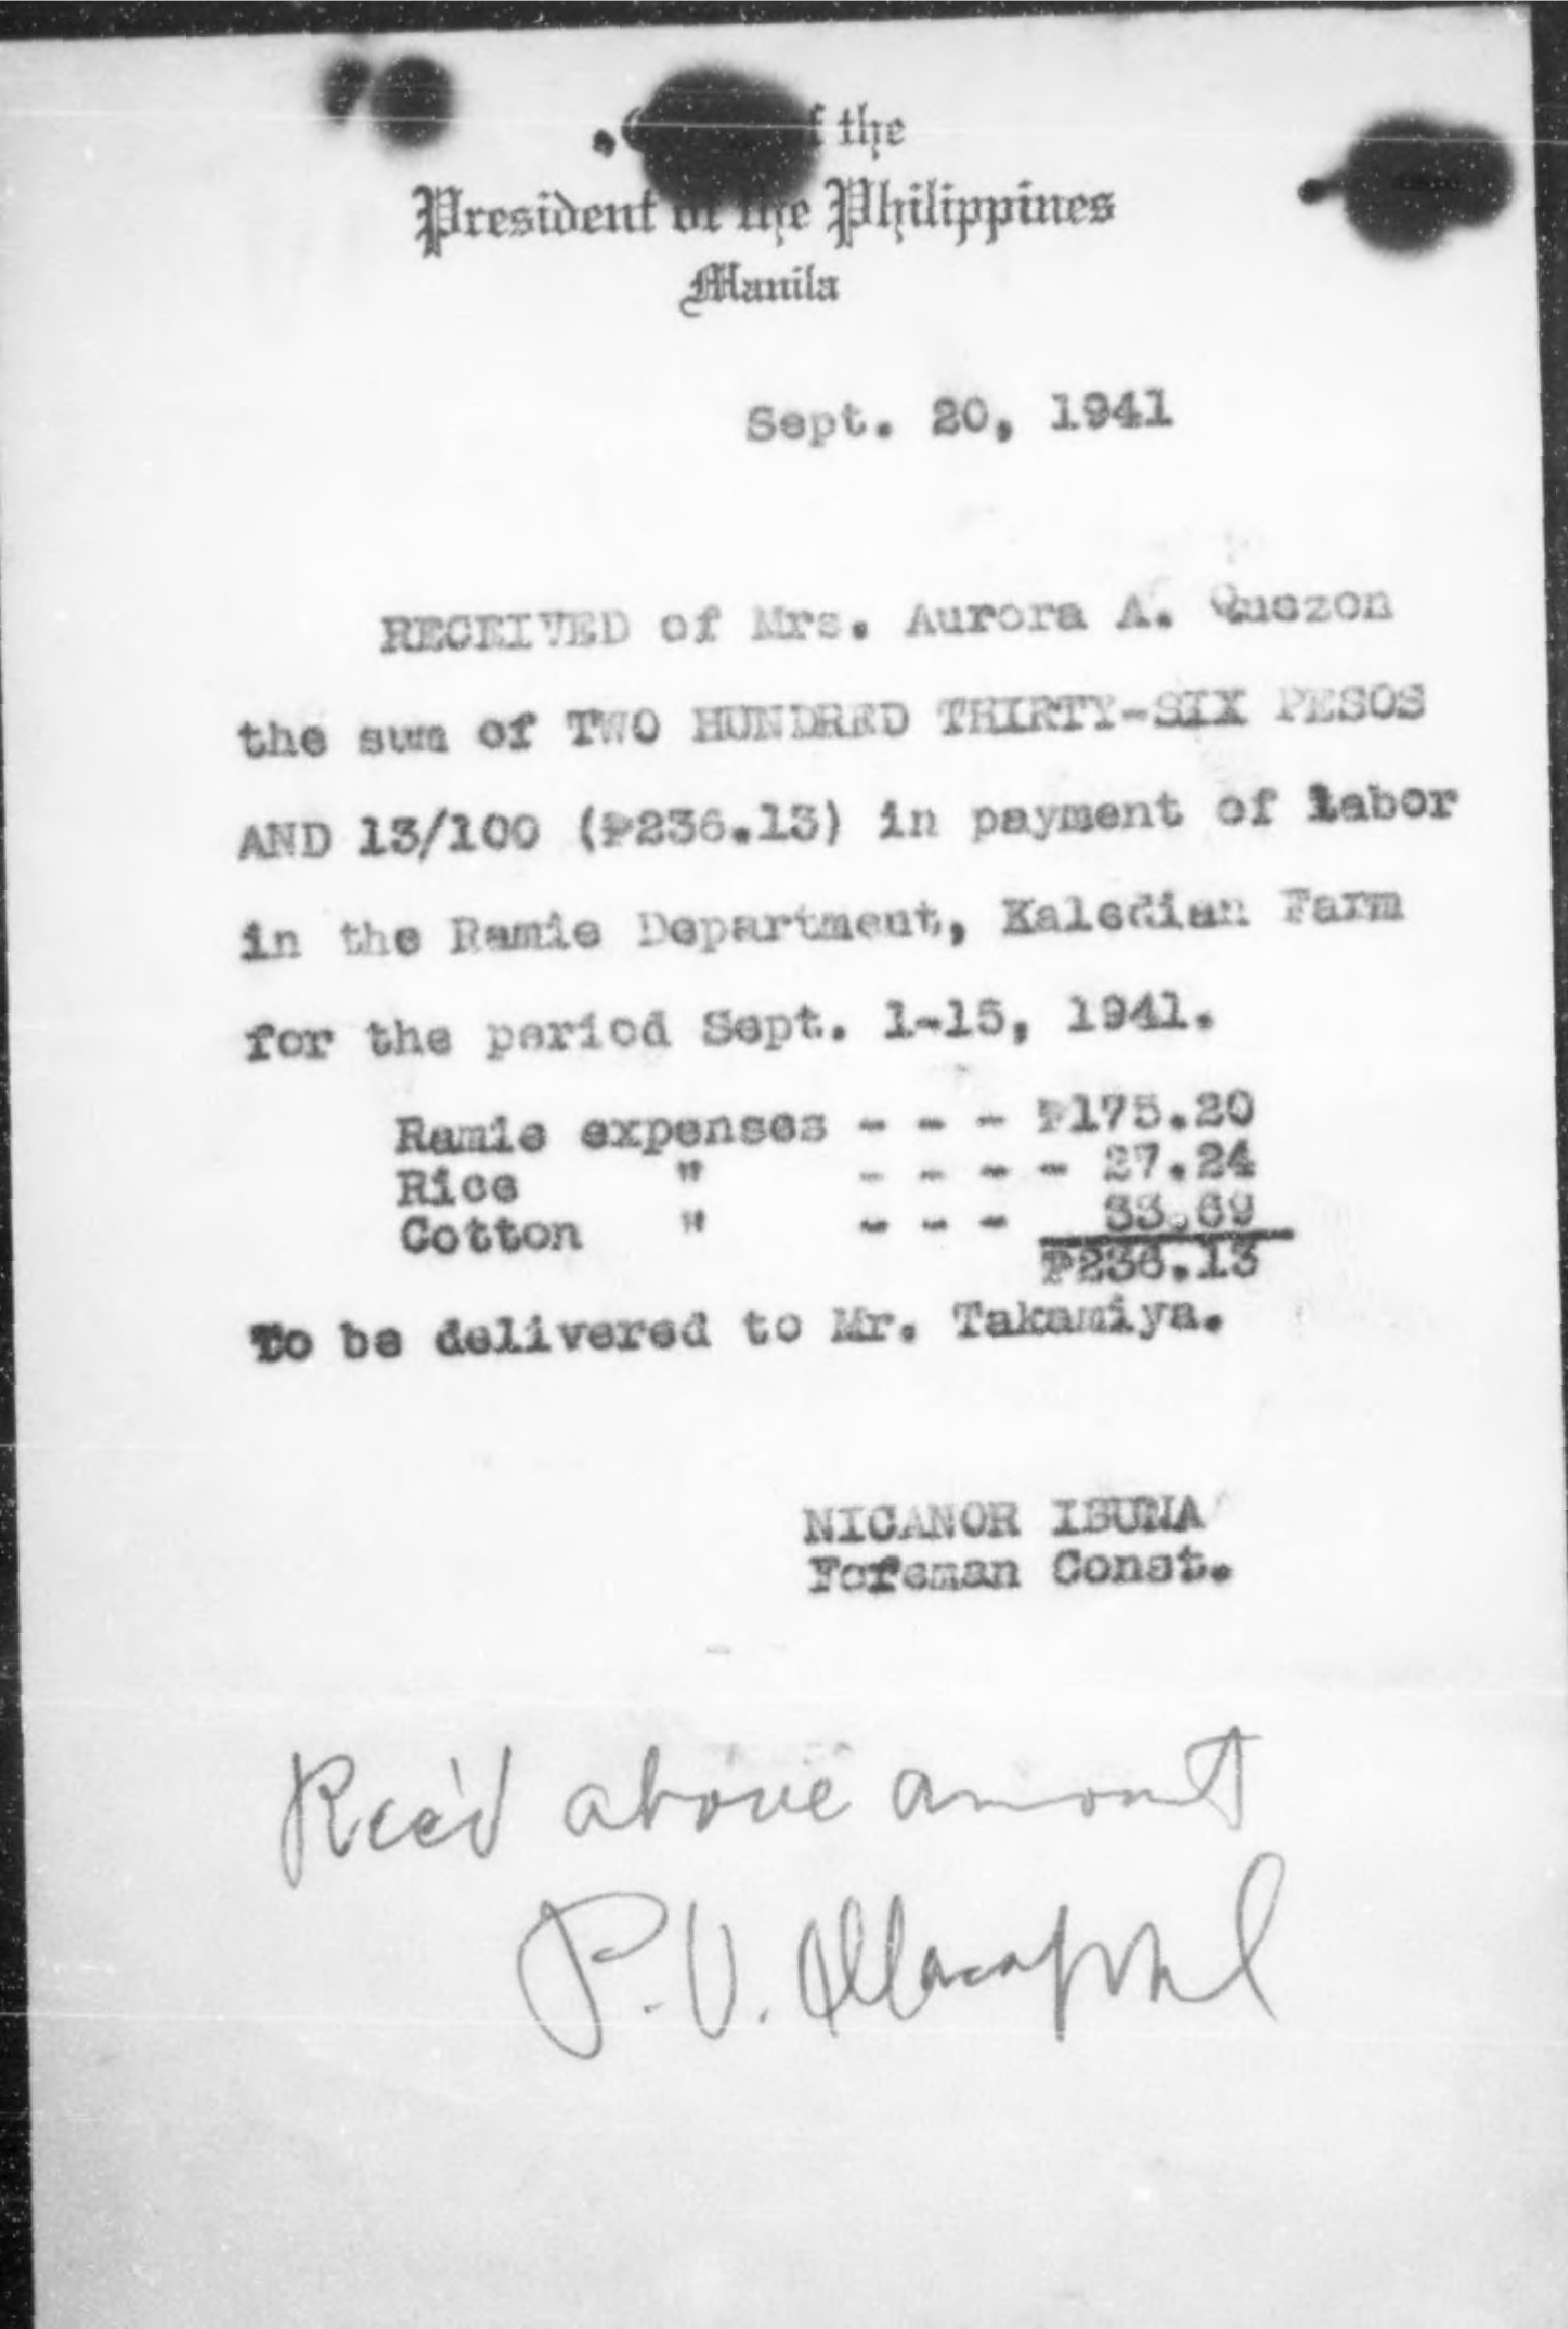 of the
President of the Philippines
Manila
Sept. 20, 1941
RECEIVED of Mrs. Aurora A. Quezon
the sum of TWO HUNDRED THIRTY-SIX PESOS
AND 13/100 (₱236.13) in payment of labor
in the Ramie Department, Kaledian Farm
for the period Sept. 1-15, 1941.
Ramie expenses - - - ₱175.20
Rice " - - - - 27.24
Cotton " - - - 33.69
₱236.13
To be delivered to Mr. Takamiya.
NICANOR IBUNA
Foreman Const.
Rec'd above amount
P. V.